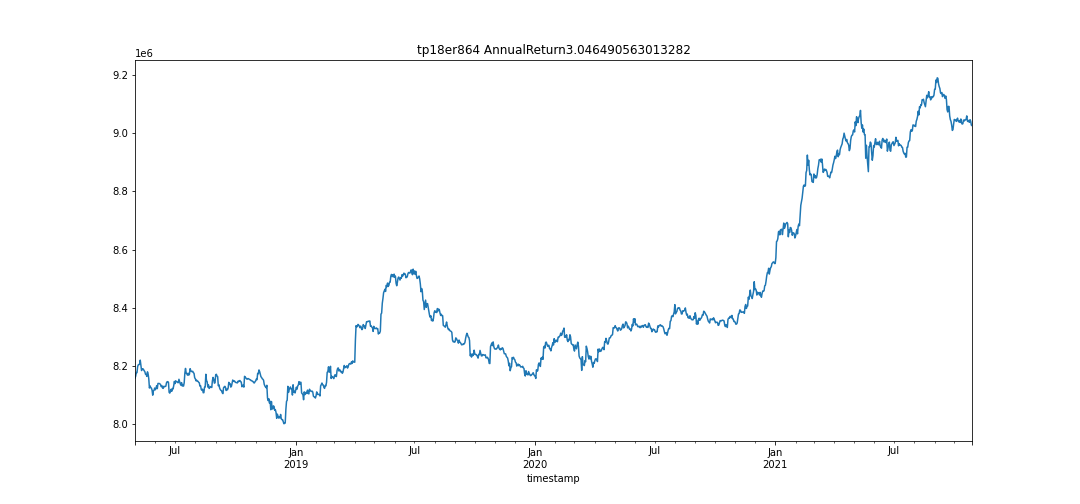 tp18er864 AnnualReturn3.046490563013282
1e6
9.2
9.0
8.8
8.6
8.4
8.2
8.0
Jul Jan Jul Jan Jul Jan Jul
2019 2020 2021
timestamp